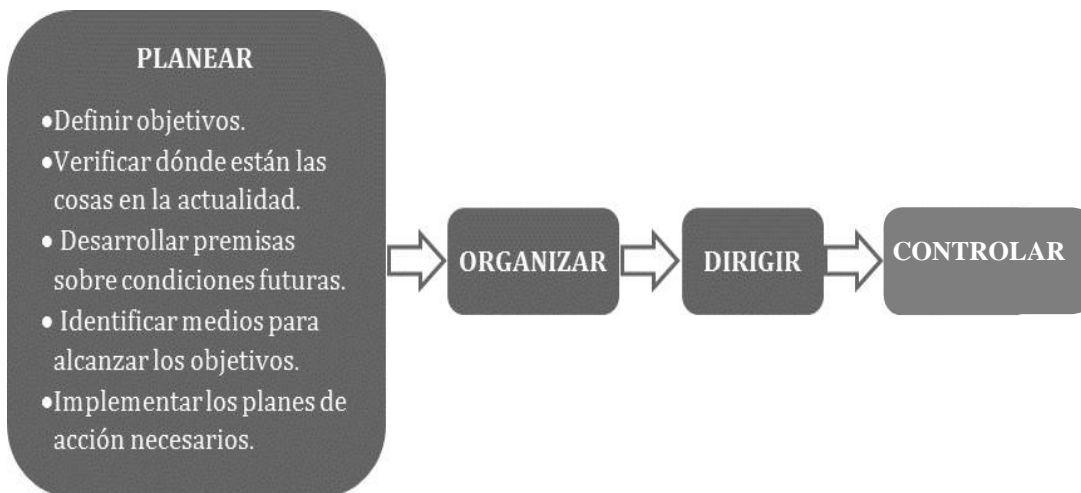 PLANEAR
•Definir objetivos.
•Verificar dónde están las
cosas en la actualidad.
• Desarrollar premisas
sobre condiciones futuras.
• Identificar medios para
alcanzar los objetivos.
•Implementar los planes de
acción necesarios.
ORGANIZAR
DIRIGIR
CONTROLAR